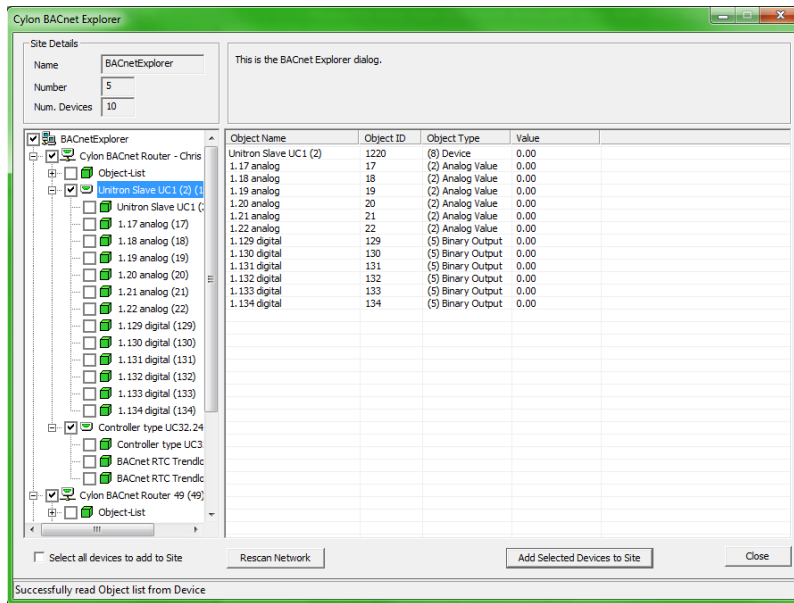 Cylon BACnet Explorer
Site Details
Name BACnetExplorer
Number 5
Num. Devices 10
This is the BACnet Explorer dialog.
BACnetExplorer
Cylon BACnet Router - Chris
Object-List
Unitron Slave UC1 (2) (1
Unitron Slave UC1 (2
1.17 analog (17)
1.18 analog (18)
1.19 analog (19)
1.20 analog (20)
1.21 analog (21)
1.22 analog (22)
1.129 digital (129)
1.130 digital (130)
1.131 digital (131)
1.132 digital (132)
1.133 digital (133)
1.134 digital (134)
Controller type UC32.24
Controller type UC3
BACnet RTC Trendlo
BACnet RTC Trendlo
Cylon BACnet Router 49 (49)
Object-List
Object Name Object ID Object Type Value
Unitron Slave UC1 (2) 1220 (8) Device 0.00
1.17 analog 17 (2) Analog Value 0.00
1.18 analog 18 (2) Analog Value 0.00
1.19 analog 19 (2) Analog Value 0.00
1.20 analog 20 (2) Analog Value 0.00
1.21 analog 21 (2) Analog Value 0.00
1.22 analog 22 (2) Analog Value 0.00
1.129 digital 129 (5) Binary Output 0.00
1.130 digital 130 (5) Binary Output 0.00
1.131 digital 131 (5) Binary Output 0.00
1.132 digital 132 (5) Binary Output 0.00
1.133 digital 133 (5) Binary Output 0.00
1.134 digital 134 (5) Binary Output 0.00
Select all devices to add to Site
Rescan Network
Add Selected Devices to Site
Close
Successfully read Object list from Device